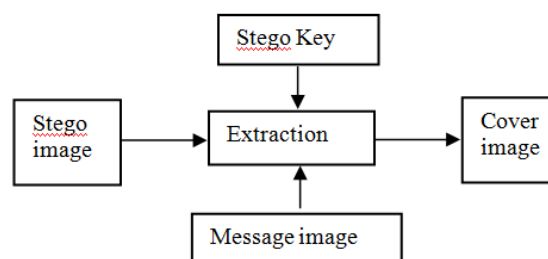 Stego Key
Stego
image
Extraction
Cover
image
Message image